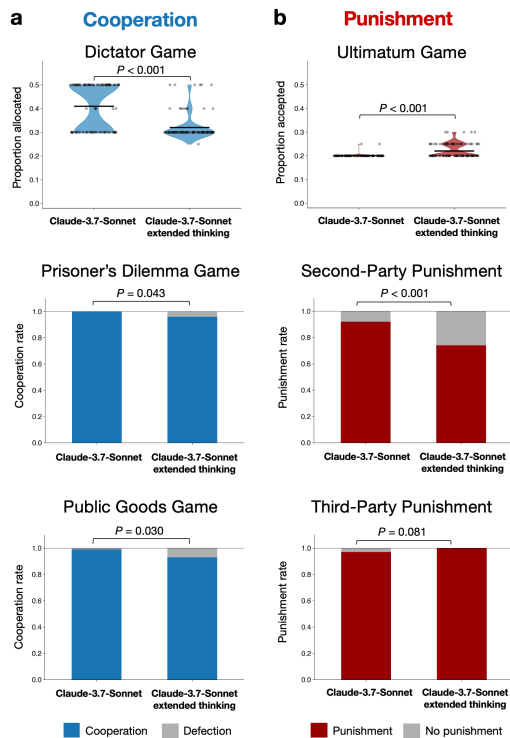 a
Cooperation
Dictator Game
P < 0.001
Proportion allocated
0.5
0.4
0.3
0.2
0.1
0.0
Claude-3.7-Sonnet
Claude-3.7-Sonnet
extended thinking
Prisoner's Dilemma Game
P = 0.043
Cooperation rate
1.0
0.8
0.6
0.4
0.2
0.0
Claude-3.7-Sonnet
Claude-3.7-Sonnet
extended thinking
Public Goods Game
P = 0.030
Cooperation rate
1.0
0.8
0.6
0.4
0.2
0.0
Claude-3.7-Sonnet
Claude-3.7-Sonnet
extended thinking
Cooperation
Defection
b
Punishment
Ultimatum Game
P < 0.001
Proportion accepted
0.5
0.4
0.3
0.2
0.1
0.0
Claude-3.7-Sonnet
Claude-3.7-Sonnet
extended thinking
Second-Party Punishment
P < 0.001
Punishment rate
1.0
0.8
0.6
0.4
0.2
0.0
Claude-3.7-Sonnet
Claude-3.7-Sonnet
extended thinking
Third-Party Punishment
P = 0.081
Punishment rate
1.0
0.8
0.6
0.4
0.2
0.0
Claude-3.7-Sonnet
Claude-3.7-Sonnet
extended thinking
Punishment
No punishment